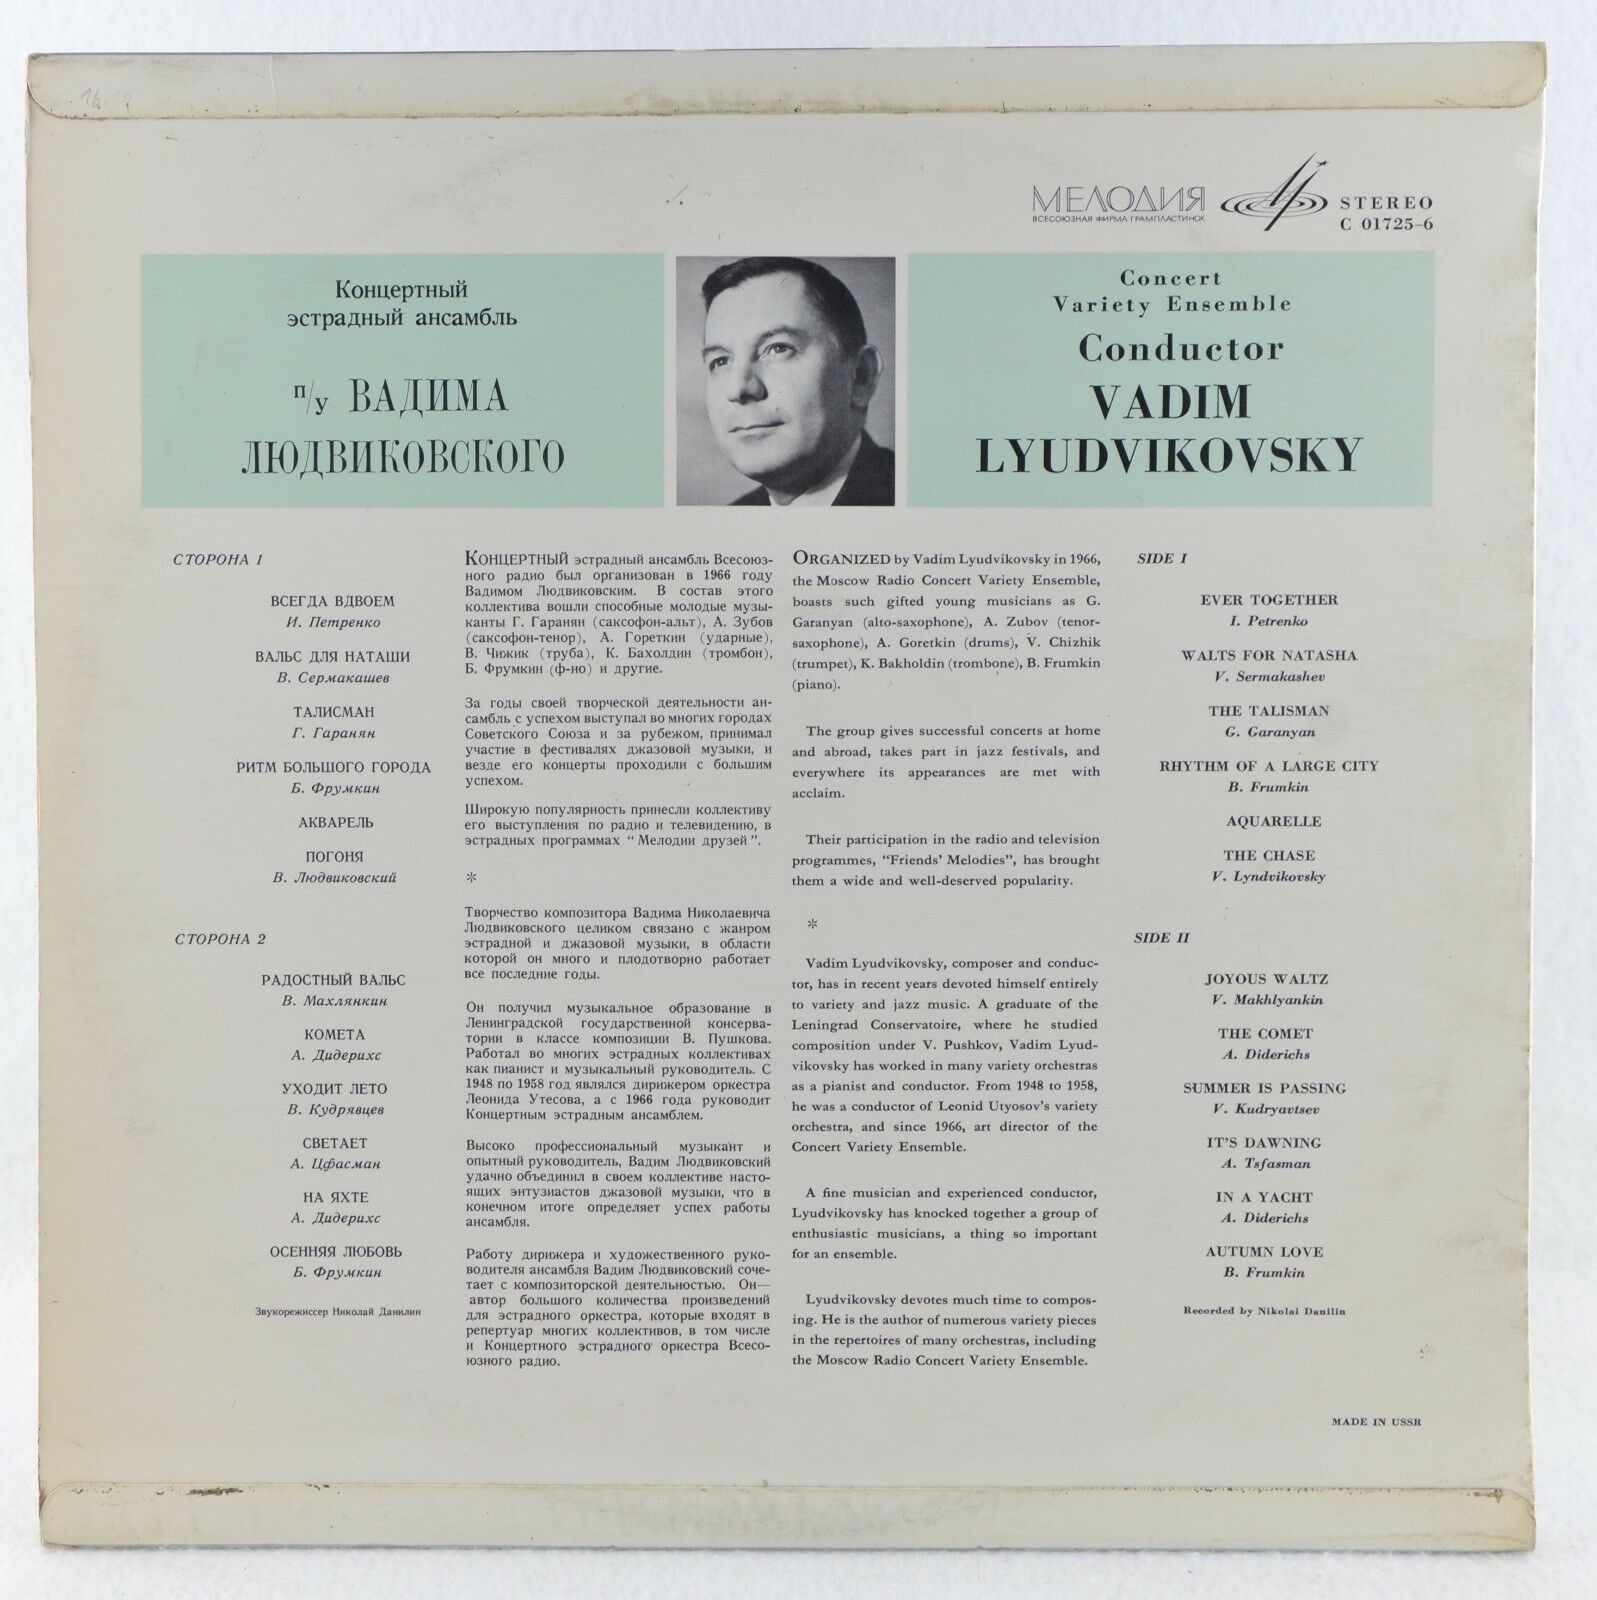 МЕЛОДИЯ
ВСЕСОЮЗНАЯ ФИРМА ГРАМПЛАСТИНОК
STEREO
С 01725-6
Концертный
эстрадный ансамбль
п/у ВАДИМА
ЛЮДВИКОВСКОГО
Concert
Variety Ensemble
Conductor
VADIM
LYUDVIKOVSKY
СТОРОНА 1
ВСЕГДА ВДВОЕМ
И. Петренко
ВАЛЬС ДЛЯ НАТАШИ
В. Сермакашев
ТАЛИСМАН
Г. Гаранян
РИТМ БОЛЬШОГО ГОРОДА
Б. Фрумкин
АКВАРЕЛЬ
ПОГОНЯ
В. Людвиковский
СТОРОНА 2
РАДОСТНЫЙ ВАЛЬС
В. Махлянкин
КОМЕТА
А. Дидерихс
УХОДИТ ЛЕТО
В. Кудрявцев
СВЕТАЕТ
А. Цфасман
НА ЯХТЕ
А. Дидерихс
ОСЕННЯЯ ЛЮБОВЬ
Б. Фрумкин
Звукорежиссер Николай Данилин
КОНЦЕРТНЫЙ эстрадный ансамбль Всесоюз-
ного радио был организован в 1966 году
Вадимом Людвиковским. В состав этого
коллектива вошли способные молодые музы-
канты Г. Гаранян (саксофон-альт), А. Зубов
(саксофон-тенор), А. Гореткин (ударные),
В. Чижик (труба), К. Бахолдин (тромбон),
Б. Фрумкин (ф-но) и другие.
За годы своей творческой деятельности ан-
самбль с успехом выступал во многих городах
Советского Союза и за рубежом, принимал
участие в фестивалях джазовой музыки, и
везде его концерты проходили с большим
успехом.
Широкую популярность принесли коллективу
его выступления по радио и телевидению, в
эстрадных программах "Мелодии друзей".
*
Творчество композитора Вадима Николаевича
Людвиковского целиком связано с жанром
эстрадной и джазовой музыки, в области
которой он много и плодотворно работает
все последние годы.
Он получил музыкальное образование в
Ленинградской государственной консерва-
тории в классе композиции В. Пушкова.
Работал во многих эстрадных коллективах
как пианист и музыкальный руководитель. С
1948 по 1958 год являлся дирижером оркестра
Леонида Утесова, а с 1966 года руководит
Концертным эстрадным ансамблем.
Высоко профессиональный музыкант и
опытный руководитель, Вадим Людвиковский
удачно объединил в своем коллективе настоя-
ящих энтузиастов джазовой музыки, что в
конечном итоге определяет успех работы
ансамбля.
Работу дирижера и художественного руко-
водителя ансамбля Вадим Людвиковский соче-
тает с композиторской деятельностью. Он—
автор большого количества произведений
для эстрадного оркестра, которые входят в
репертуар многих коллективов, в том числе
и Концертного эстрадного оркестра Всесо-
юзного радио.
ORGANIZED by Vadim Lyudvikovsky in 1966,
the Moscow Radio Concert Variety Ensemble,
boasts such gifted young musicians as G.
Garanyan (alto-saxophone), A. Zubov (tenor-
saxophone), A. Goretkin (drums), V. Chizhik
(trumpet), K. Bakholdin (trombone), B. Frumkin
(piano).
The group gives successful concerts at home
and abroad, takes part in jazz festivals, and
everywhere its appearances are met with
acclaim.
Their participation in the radio and television
programmes, "Friends' Melodies", has brought
them a wide and well-deserved popularity.
*
Vadim Lyudvikovsky, composer and conduc-
tor, has in recent years devoted himself entirely
to variety and jazz music. A graduate of the
Leningrad Conservatoire, where he studied
composition under V. Pushkov, Vadim Lyud-
vikovsky has worked in many variety orchestras
as a pianist and conductor. From 1948 to 1958,
he was a conductor of Leonid Utyosov's variety
orchestra, and since 1966, art director of the
Concert Variety Ensemble.
A fine musician and experienced conductor,
Lyudvikovsky has knocked together a group of
enthusiastic musicians, a thing so important
for an ensemble.
Lyudvikovsky devotes much time to compos-
ing. He is the author of numerous variety pieces
in the repertoires of many orchestras, including
the Moscow Radio Concert Variety Ensemble.
SIDE I
EVER TOGETHER
I. Petrenko
WALTS FOR NATASHA
V. Sermakashev
THE TALISMAN
G. Garanyan
RHYTHM OF A LARGE CITY
B. Frumkin
AQUARELLE
THE CHASE
V. Lyndvikovsky
SIDE II
JOYOUS WALTZ
V. Makhlyankin
THE COMET
A. Diderichs
SUMMER IS PASSING
V. Kudryavtsev
IT'S DAWNING
A. Tsfasman
IN A YACHT
A. Diderichs
AUTUMN LOVE
B. Frumkin
Recorded by Nikolai Danilin
MADE IN USSR